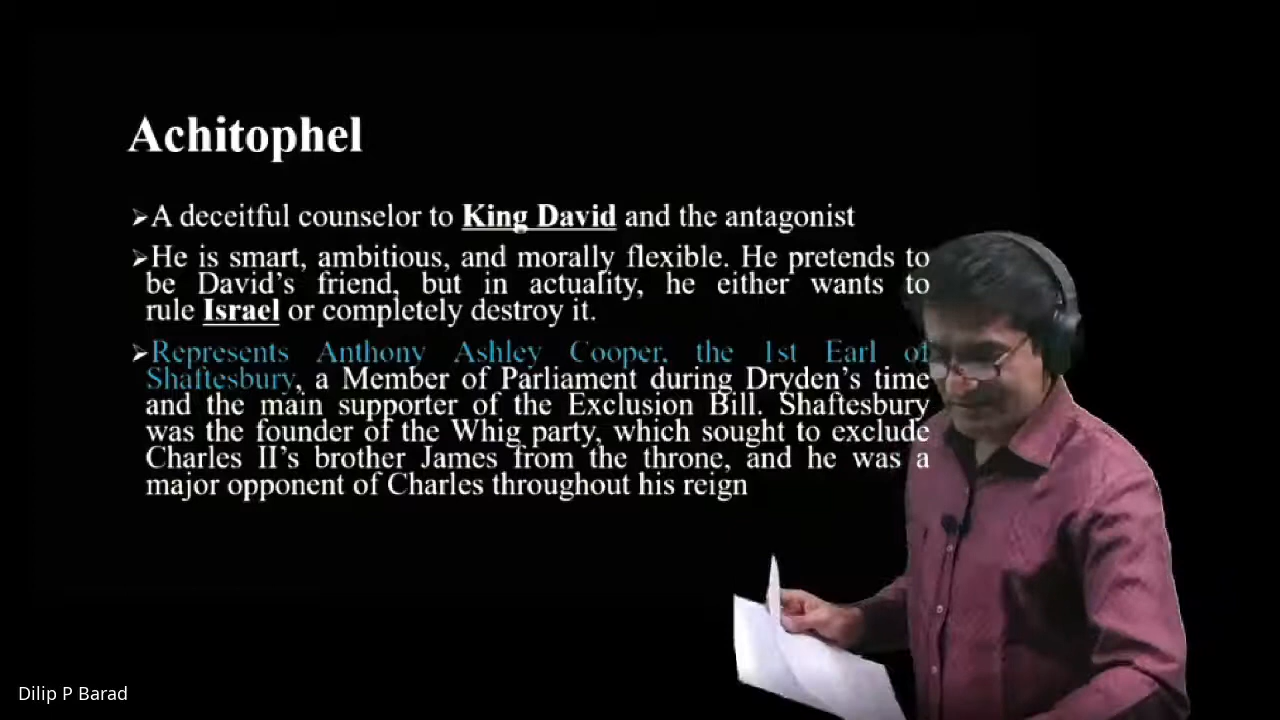 Achitophel
➢A deceitful counselor to King David and the antagonist
➢He is smart, ambitious, and morally flexible. He pretends to
be David’s friend, but in actuality, he either wants to
rule Israel or completely destroy it.
➢Represents Anthony Ashley Cooper, the 1st Earl of
Shaftesbury, a Member of Parliament during Dryden’s time
and the main supporter of the Exclusion Bill. Shaftesbury
was the founder of the Whig party, which sought to exclude
Charles II’s brother James from the throne, and he was a
major opponent of Charles throughout his reign
Dilip P Barad